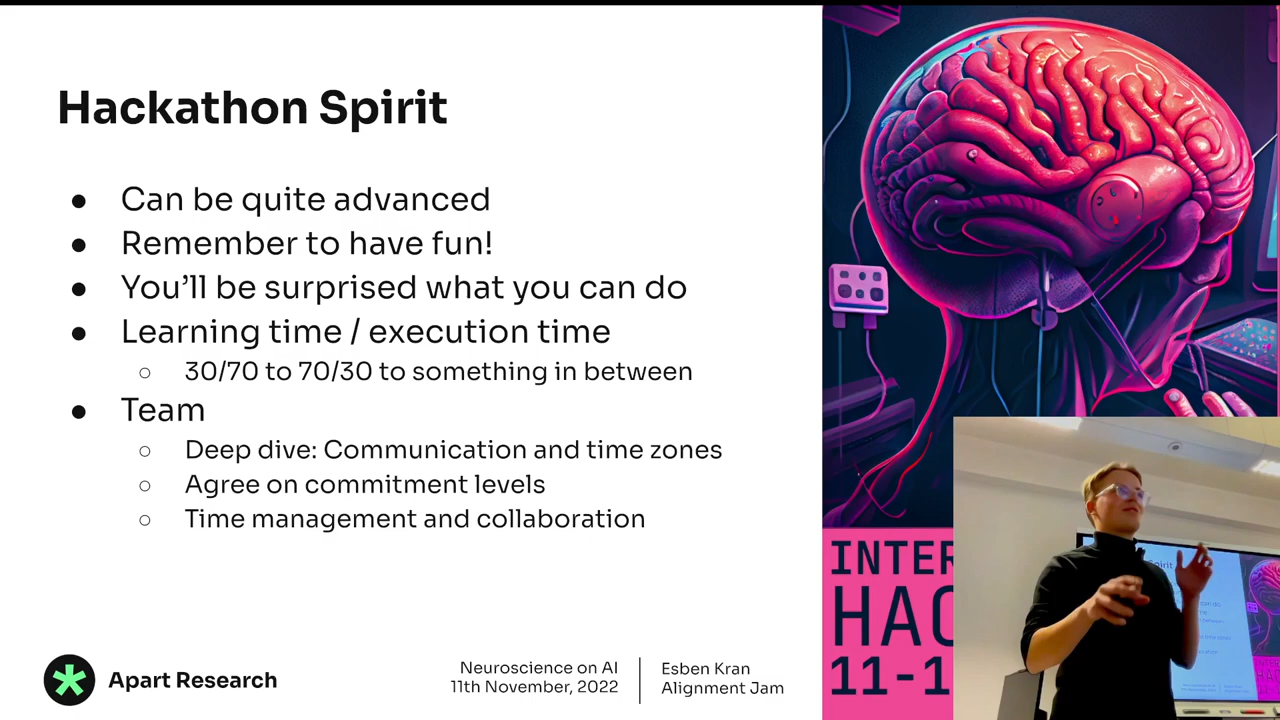 Hackathon Spirit
● Can be quite advanced
● Remember to have fun!
● You’ll be surprised what you can do
● Learning time / execution time
○ 30/70 to 70/30 to something in between
● Team
○ Deep dive: Communication and time zones
○ Agree on commitment levels
○ Time management and collaboration
Apart Research
Neuroscience on AI
11th November, 2022
Esben Kran
Alignment Jam
INTER
HAC
11-1
Spirit